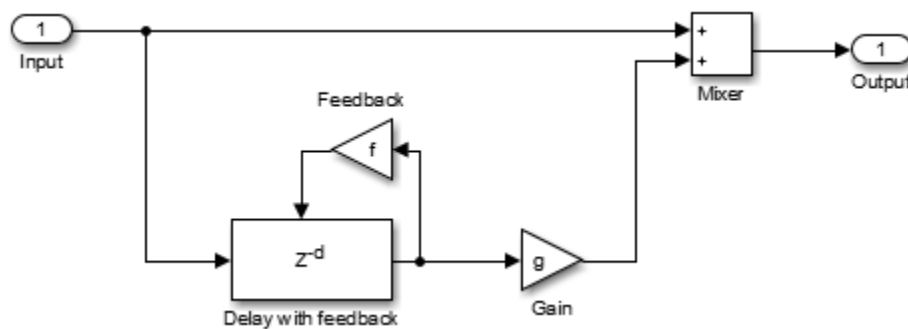 1
Input
+
+
Mixer
1
Output
Feedback
f
Z-d
Delay with feedback
g
Gain